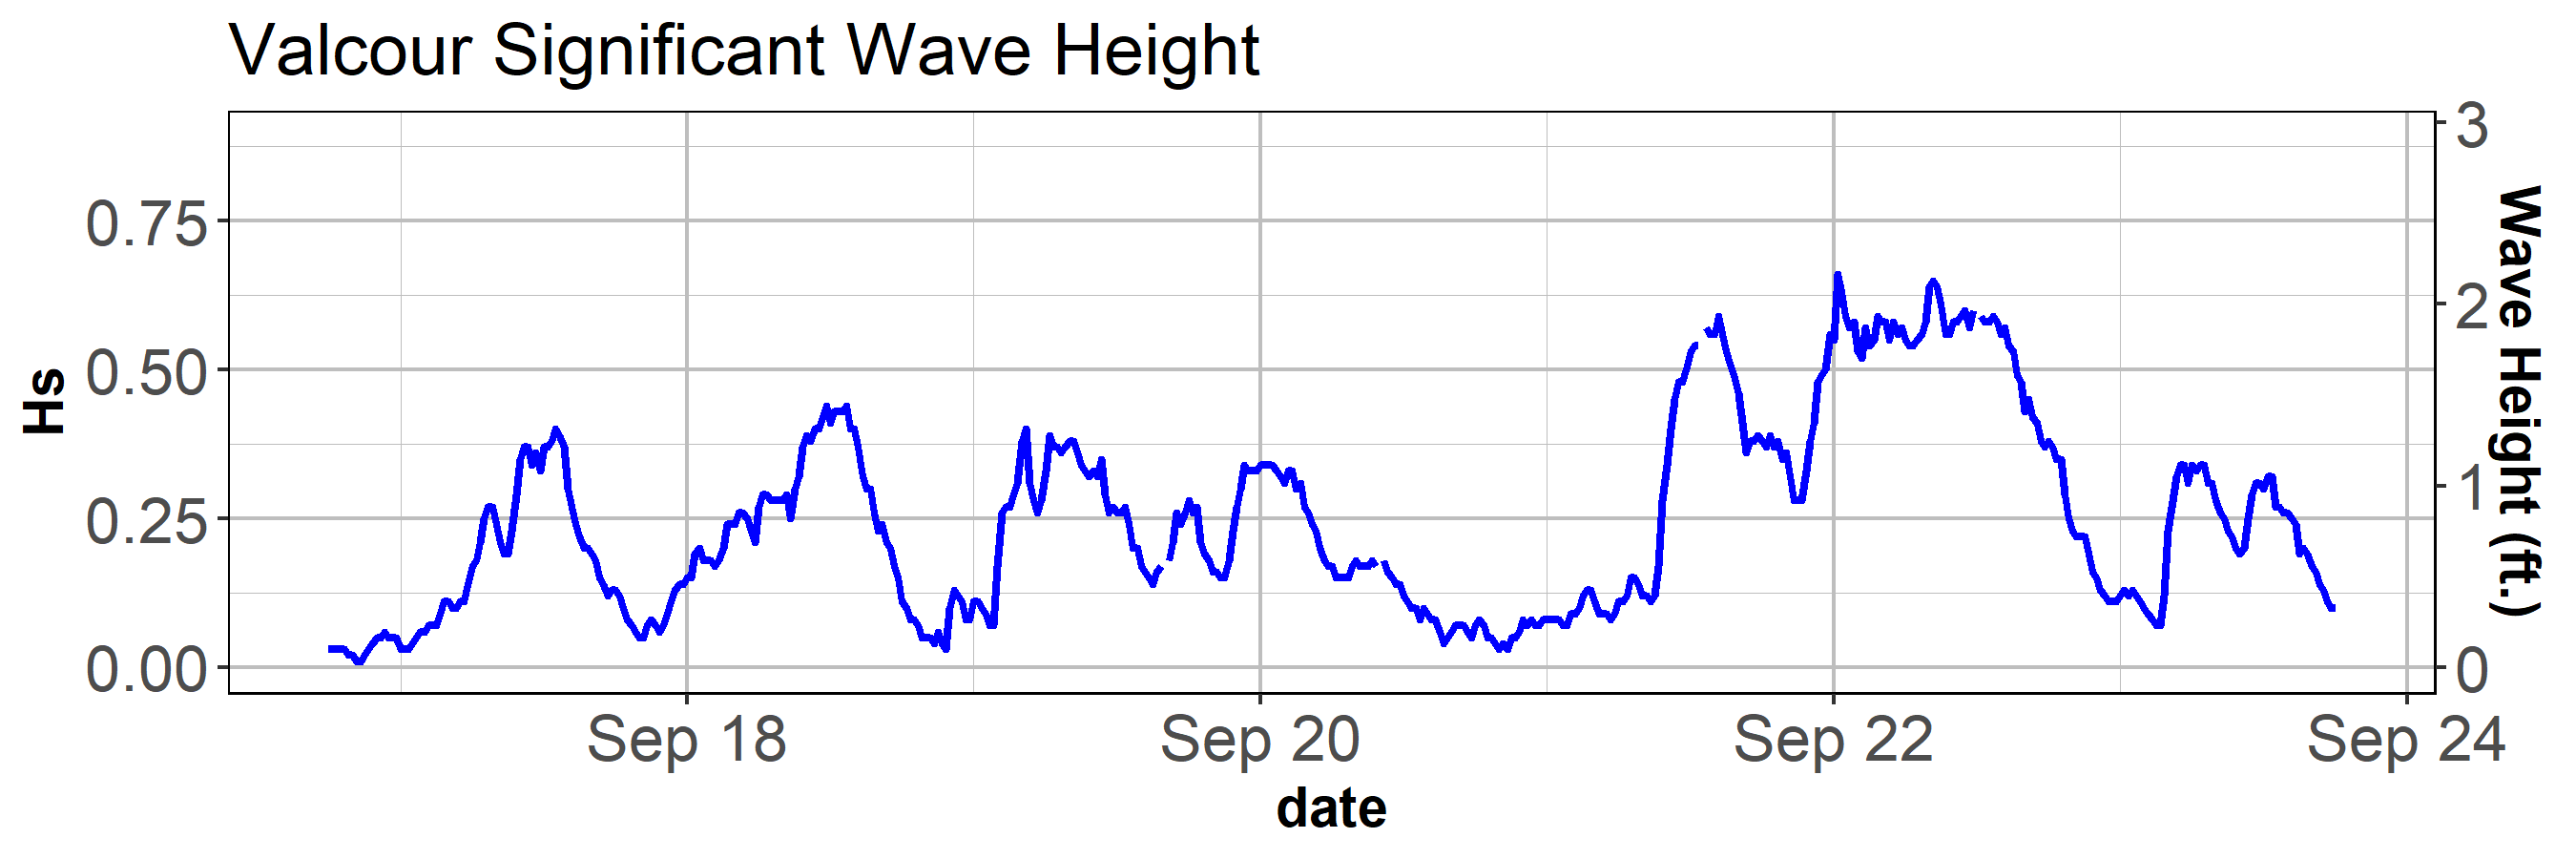 Valcour Significant Wave Height
Hs
0.75
0.50
0.25
0.00
3
2
1
0
Wave Height (ft.)
Sep 18
Sep 20
Sep 22
Sep 24
date